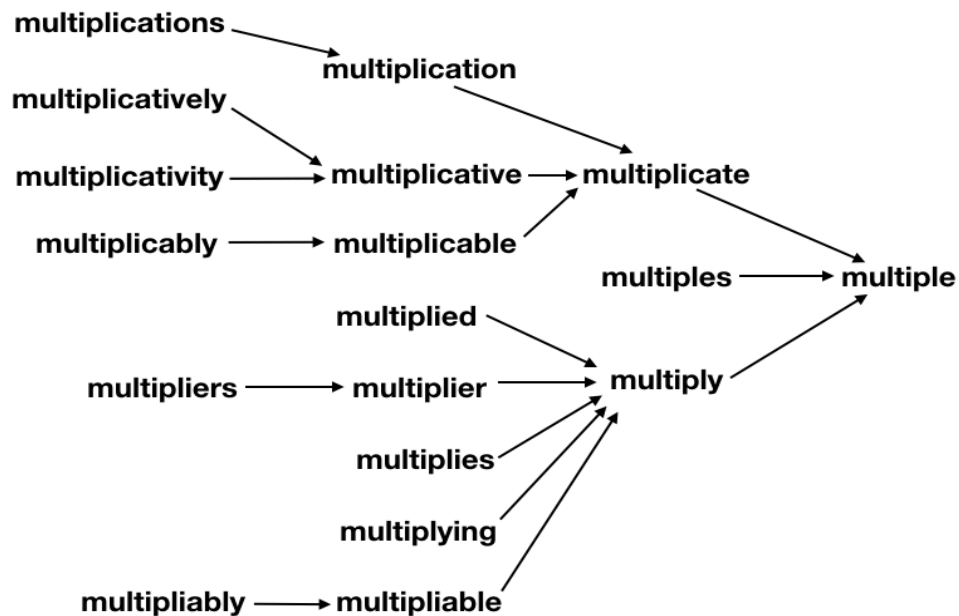 multiplications
multiplication
multiplicatively
multiplicativity
multiplicative
multiplicate
multiplicably
multiplicable
multiples
multiple
multiplied
multiply
multipliers
multiplier
multiplies
multiplying
multipliably
multipliable